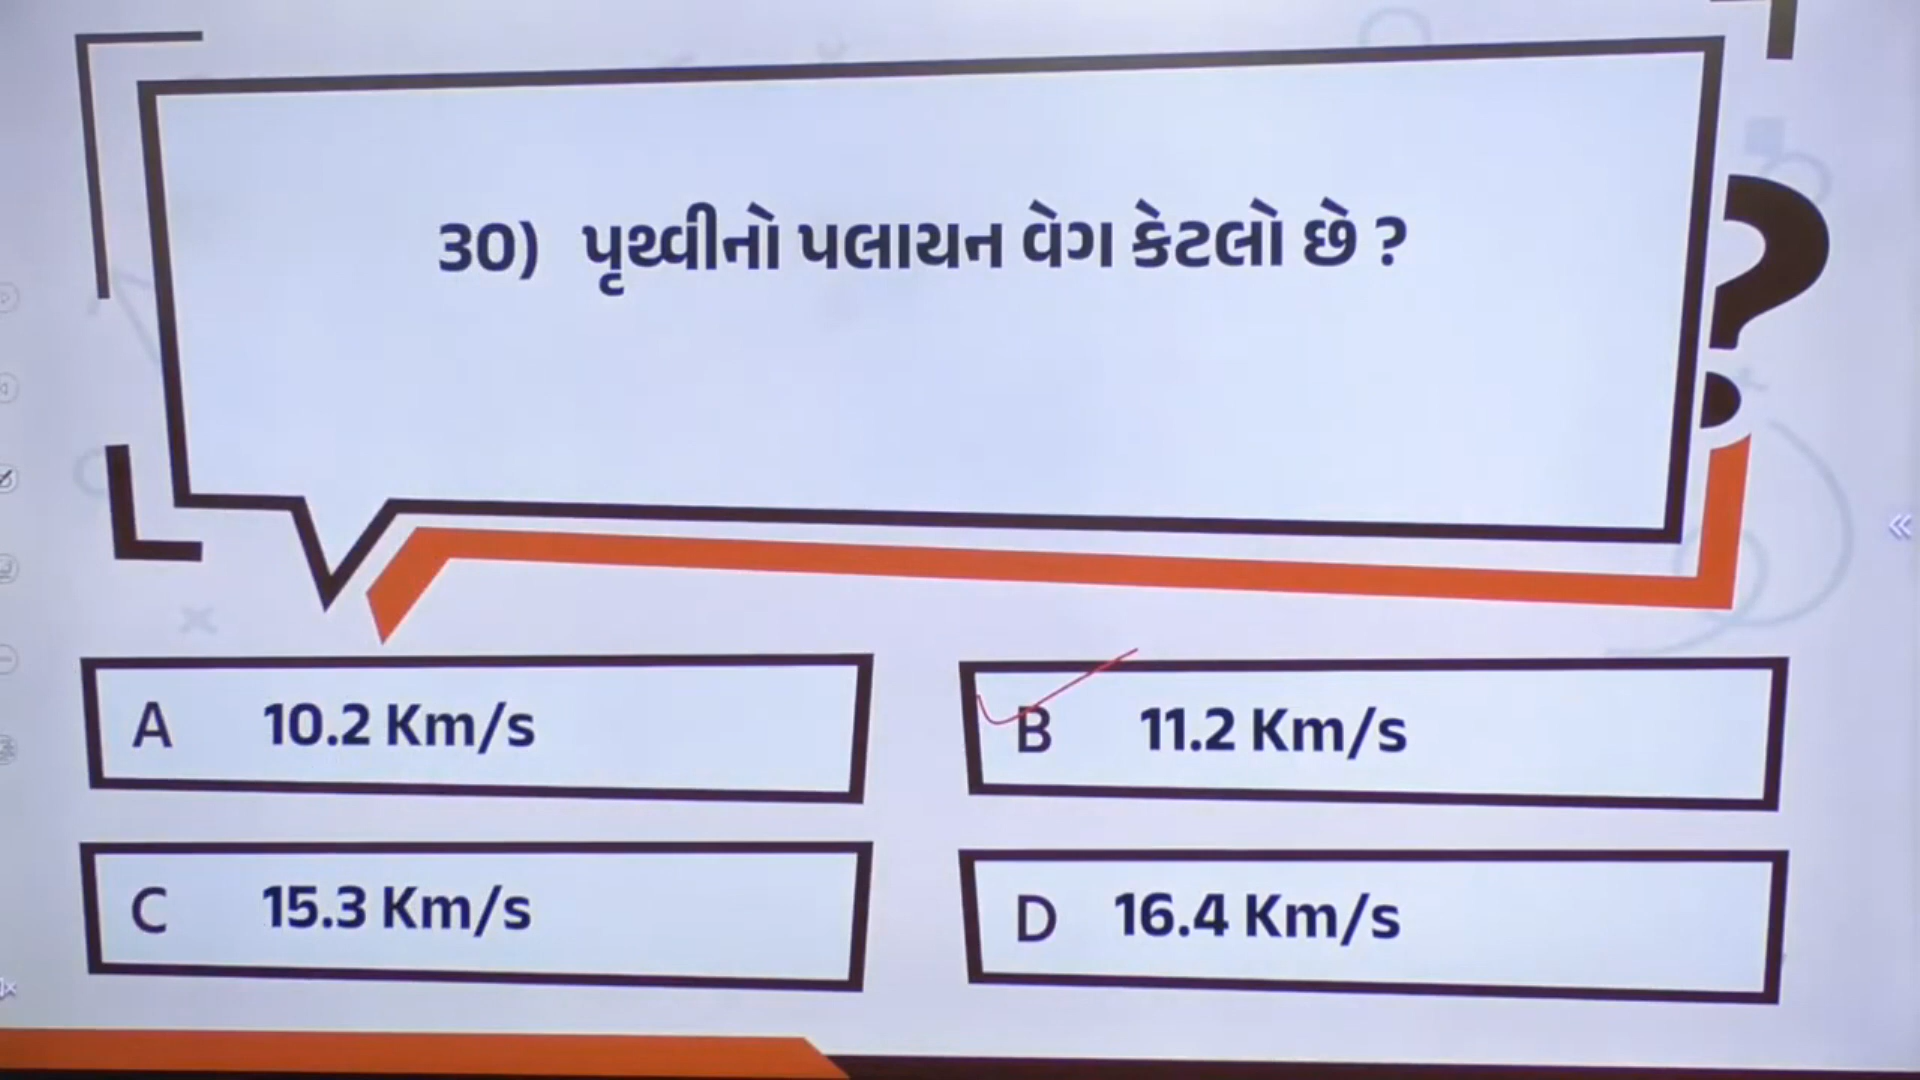 30) પૃથ્વીનો પલાયન વેગ કેટલો છે ?
A 10.2 Km/s
B 11.2 Km/s
C 15.3 Km/s
D 16.4 Km/s